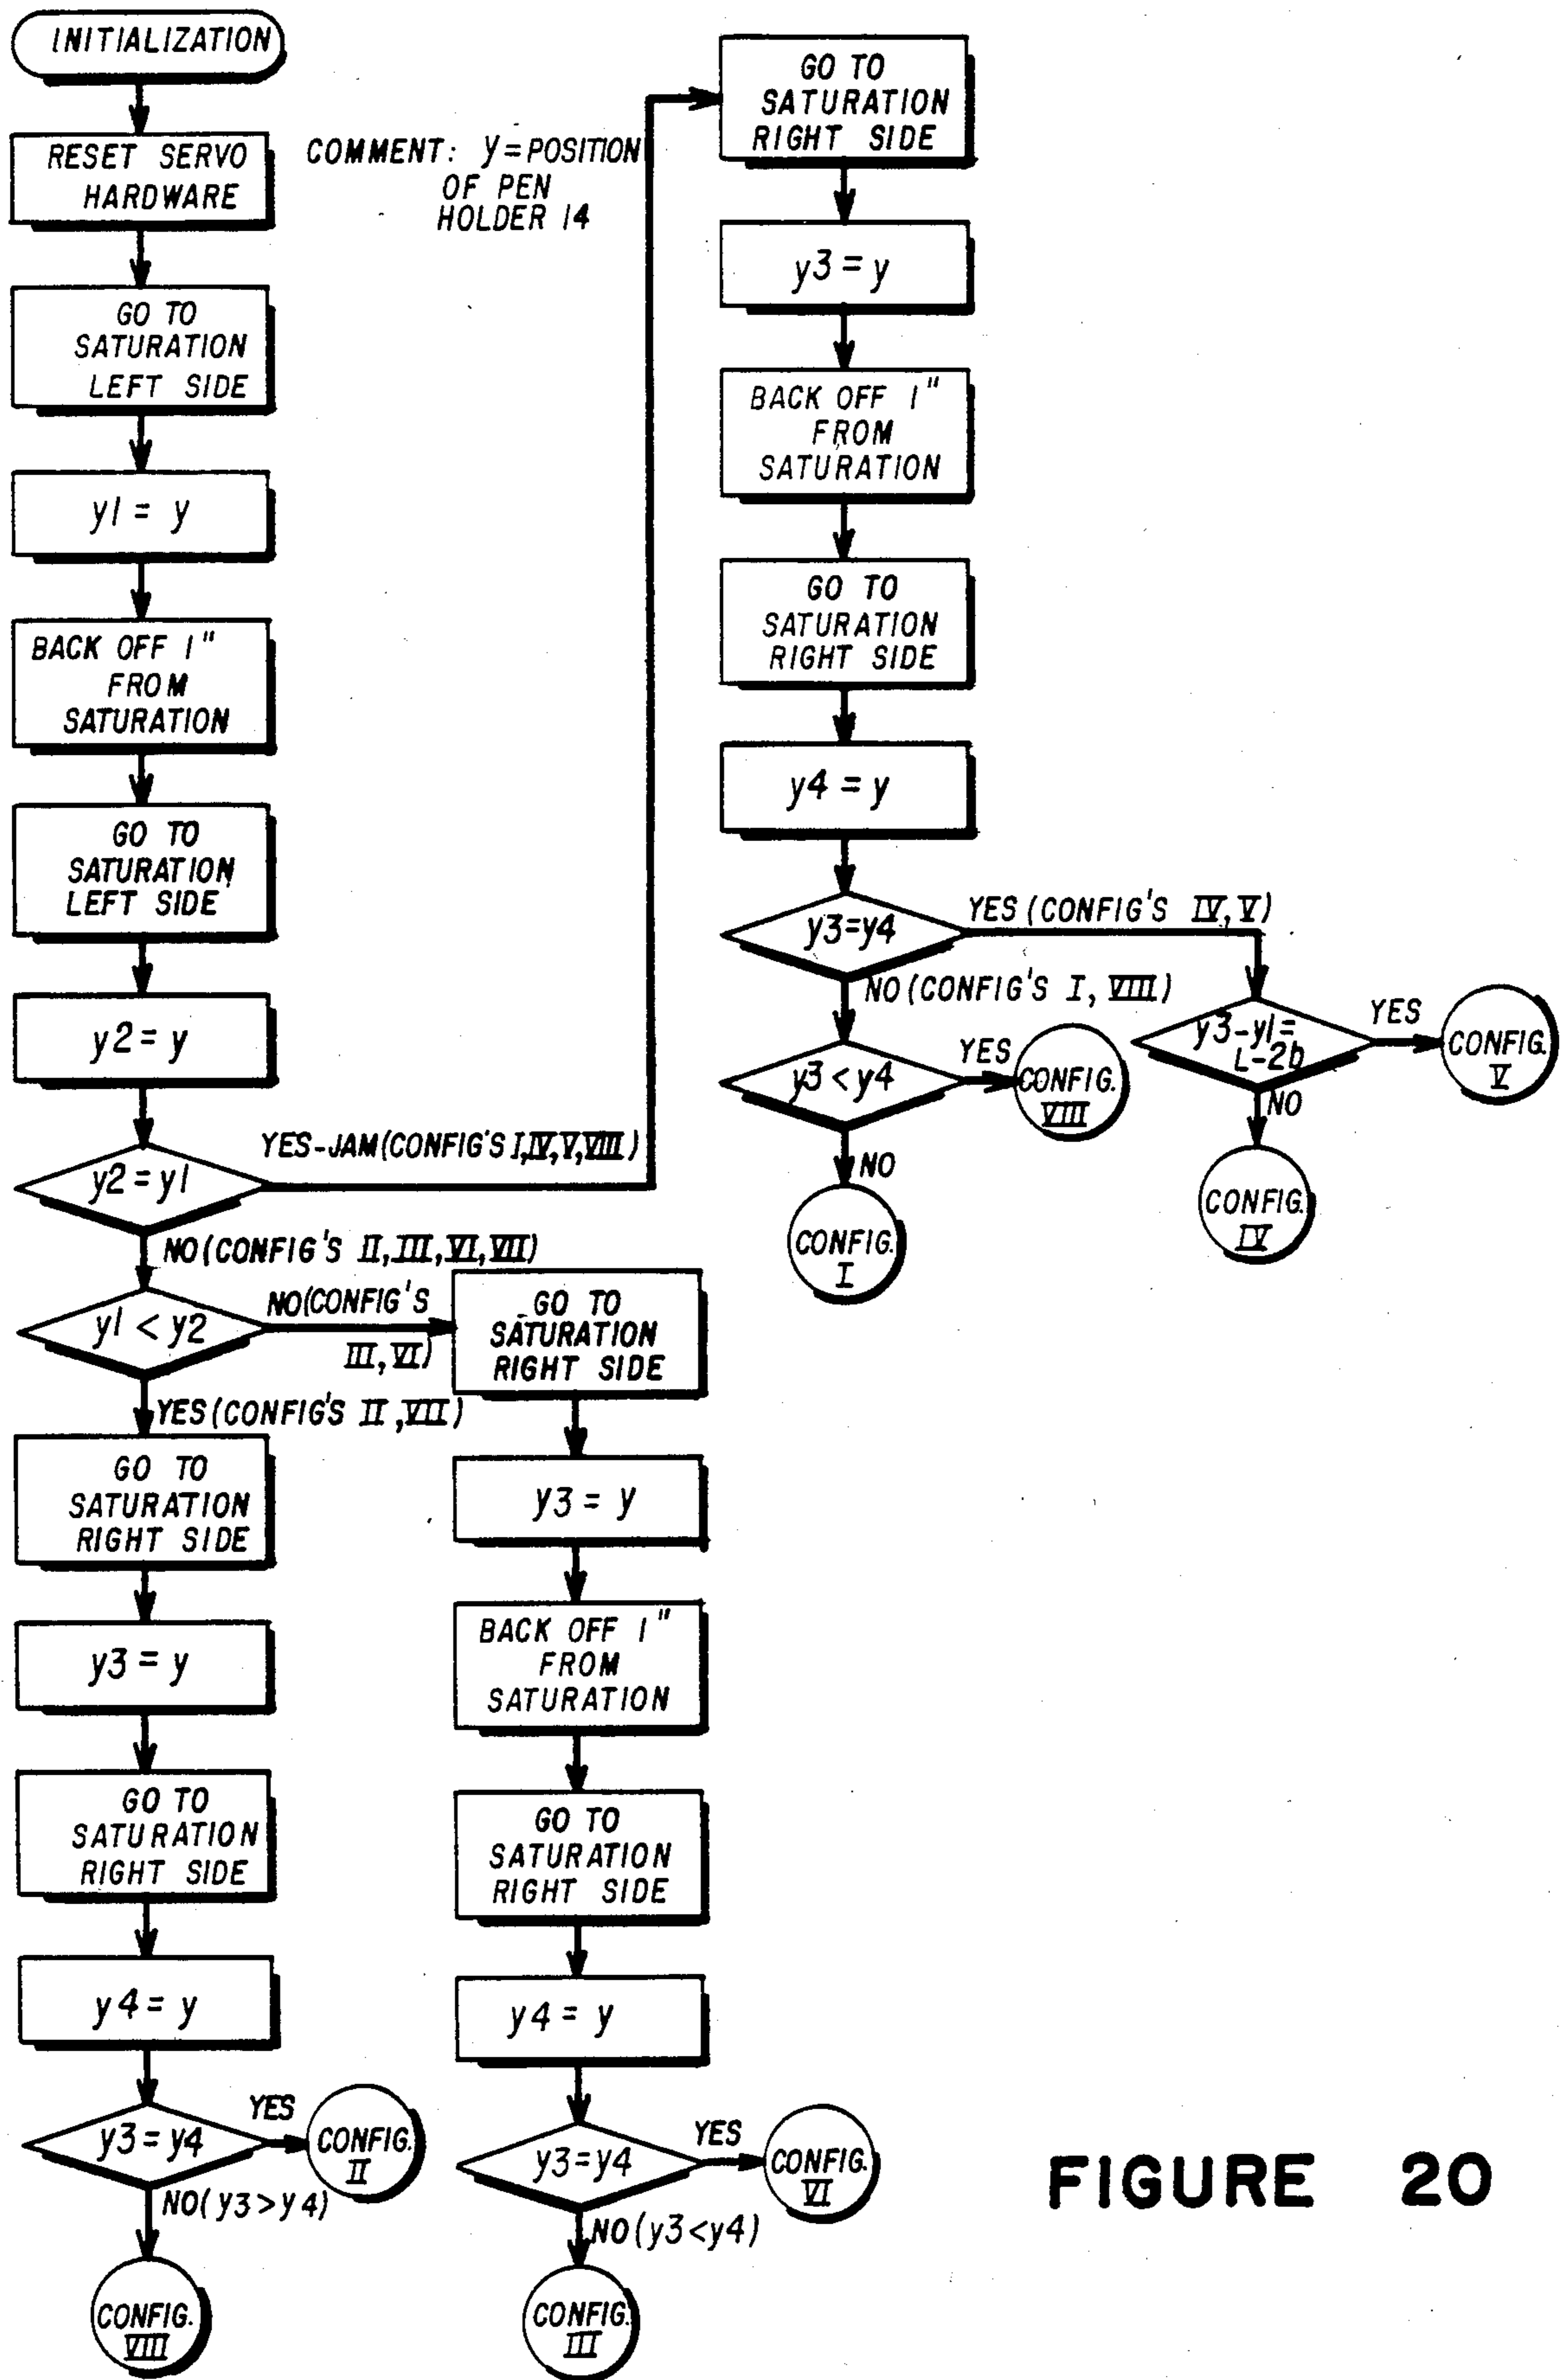 INITIALIZATION
RESET SERVO
HARDWARE
COMMENT: y=POSITION
OF PEN
HOLDER 14
GO TO
SATURATION
LEFT SIDE
y1 = y
BACK OFF 1"
FROM
SATURATION
GO TO
SATURATION
LEFT SIDE
y2 = y
y2 = y1
YES-JAM(CONFIG'S I,IV,V,VIII)
NO(CONFIG'S II,III,VI,VII)
y1 < y2
NO(CONFIG'S
III,VI)
YES(CONFIG'S II,VII)
GO TO
SATURATION
RIGHT SIDE
y3 = y
GO TO
SATURATION
RIGHT SIDE
y4 = y
y3 = y4
YES
CONFIG.
II
NO(y3>y4)
CONFIG.
VIII
GO TO
SATURATION
RIGHT SIDE
y3 = y
BACK OFF 1"
FROM
SATURATION
GO TO
SATURATION
RIGHT SIDE
y4 = y
y3=y4
YES
CONFIG.
VI
NO(y3<y4)
CONFIG.
III
GO TO
SATURATION
RIGHT SIDE
y3 = y
BACK OFF 1"
FROM
SATURATION
GO TO
SATURATION
RIGHT SIDE
y4 = y
y3=y4
YES (CONFIG'S IV,V)
NO(CONFIG'S I, VIII)
y3 < y4
YES
CONFIG.
VIII
NO
CONFIG.
I
y3-y1=
L-2b
YES
CONFIG.
V
NO
CONFIG.
IV
FIGURE 20